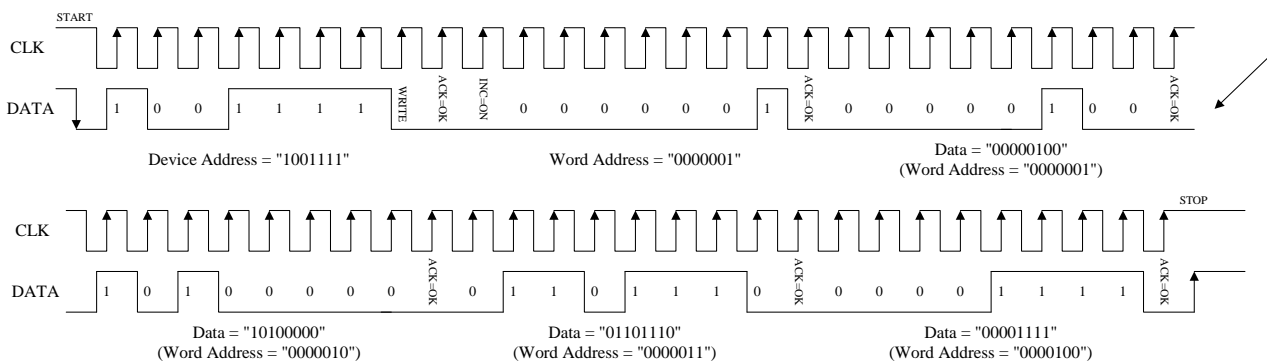 START
CLK
DATA 1 0 0 1 1 1 1 WRITE ACK=OK INC=ON 0 0 0 0 0 0 1 ACK=OK 0 0 0 0 0 1 0 0 ACK=OK
Device Address = "1001111"
Word Address = "0000001"
Data = "00000100"
(Word Address = "0000001")
STOP
CLK
DATA 1 0 1 0 0 0 0 0 ACK=OK 0 1 1 0 1 1 1 0 ACK=OK 0 0 0 0 1 1 1 1 ACK=OK
Data = "10100000"
(Word Address = "0000010")
Data = "01101110"
(Word Address = "0000011")
Data = "00001111"
(Word Address = "0000100")